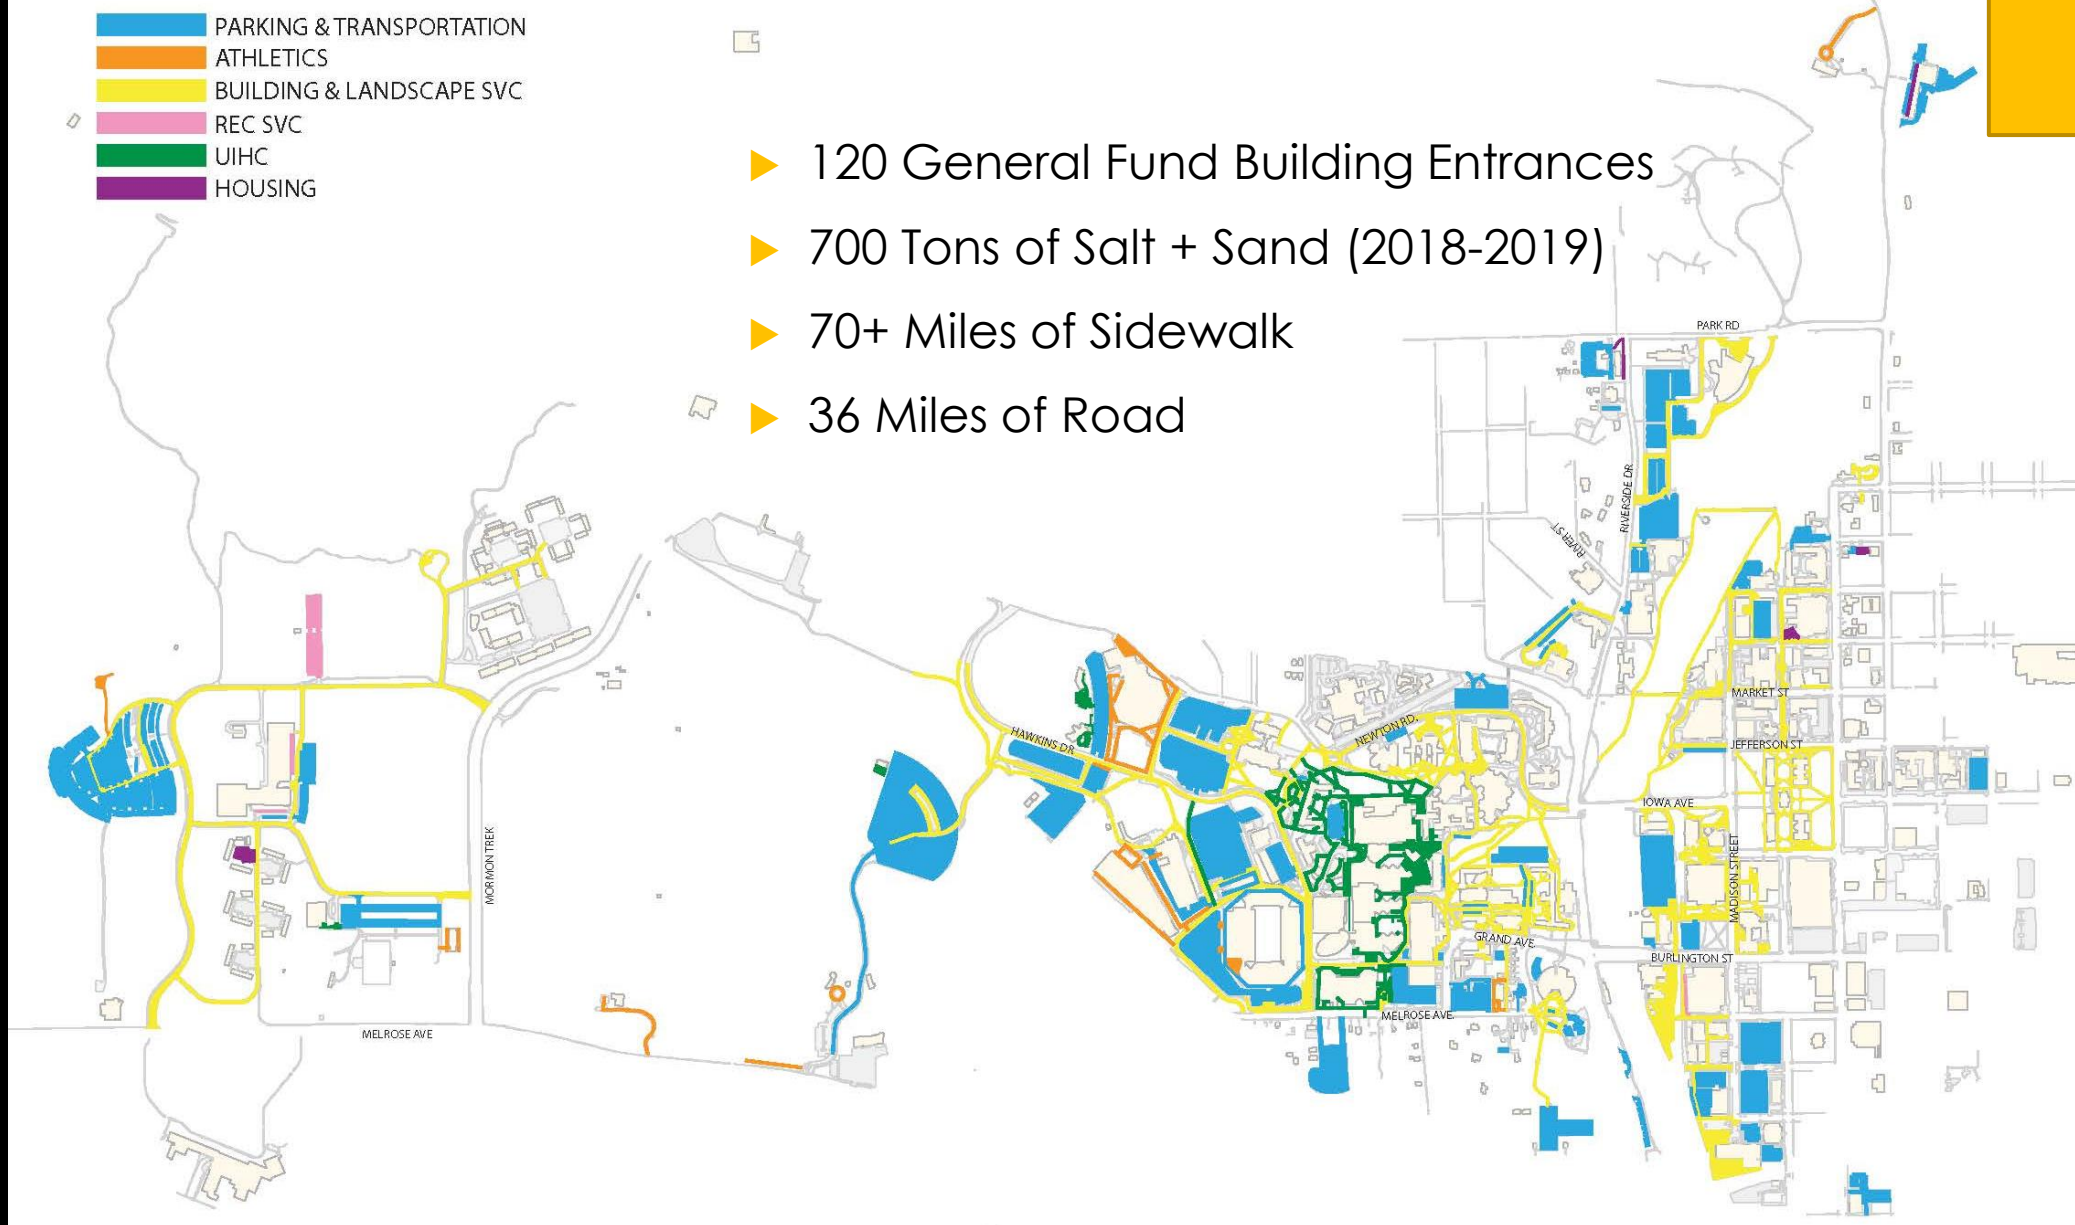 PARKING & TRANSPORTATION
ATHLETICS
BUILDING & LANDSCAPE SVC
REC SVC
UIHC
HOUSING
120 General Fund Building Entrances
700 Tons of Salt + Sand (2018-2019)
70+ Miles of Sidewalk
36 Miles of Road
PARK RD
RIVERSIDE DR
RIVER ST
MARKET ST
NEWTON RD.
HAWKINS DR
JEFFERSON ST
IOWA AVE
MORMON TREK
MADISON STREET
GRAND AVE
BURLINGTON ST
MELROSE AVE.
MELROSE AVE